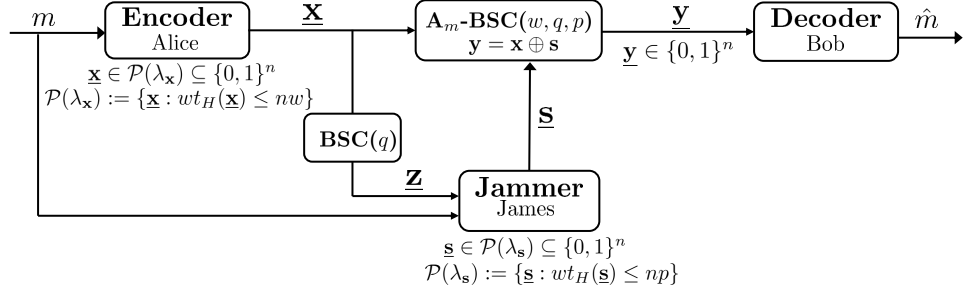 m
Encoder
Alice
x
A_m-BSC(w, q, p)
y = x ⊕ s
y
y ∈ {0, 1}^n
Decoder
Bob
m̂
x ∈ P(λ_x) ⊆ {0, 1}^n
P(λ_x) := {x : wt_H(x) ≤ nw}
BSC(q)
s
z
Jammer
James
s ∈ P(λ_s) ⊆ {0, 1}^n
P(λ_s) := {s : wt_H(s) ≤ np}